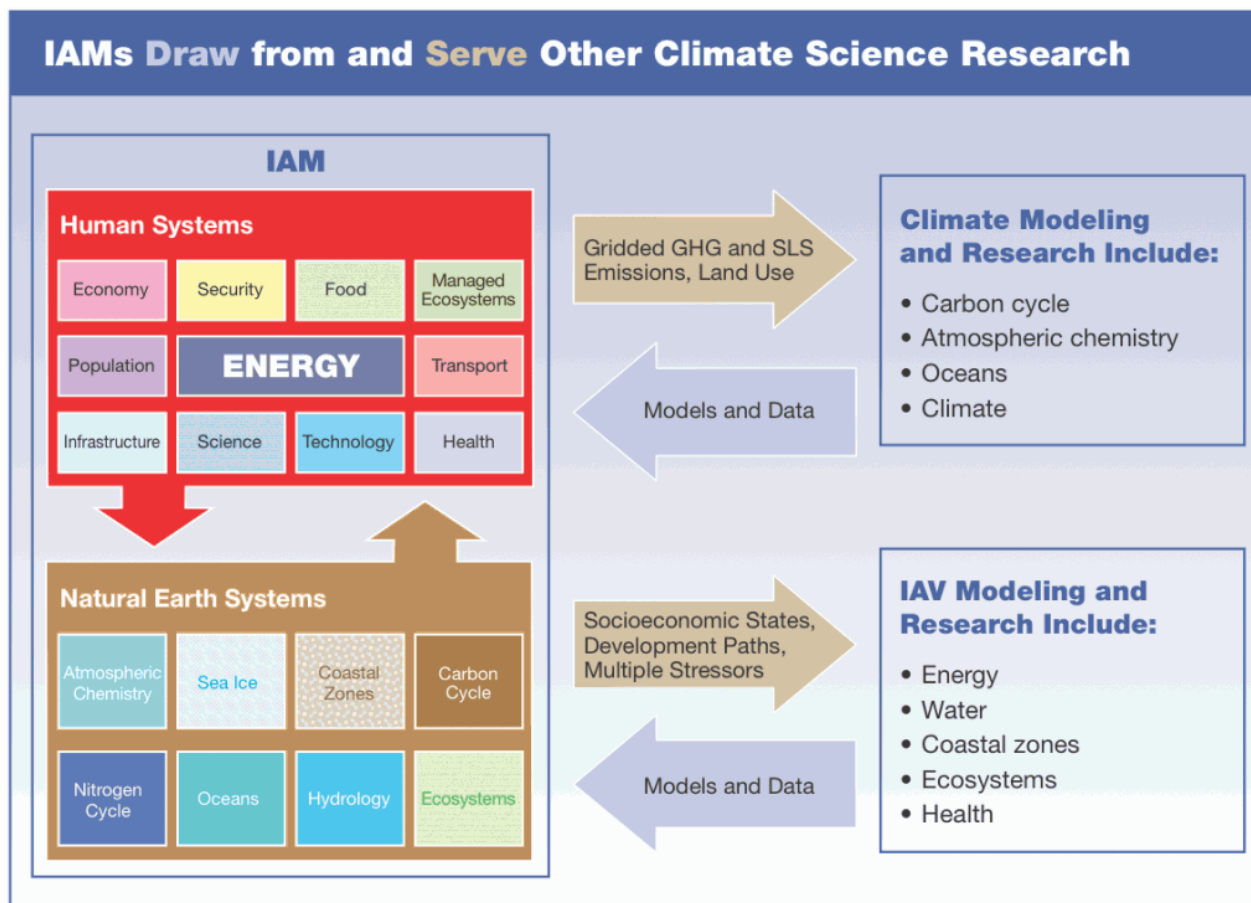 IAMs Draw from and Serve Other Climate Science Research
IAM
Human Systems
Economy
Security
Food
Managed
Ecosystems
Population
ENERGY
Transport
Infrastructure
Science
Technology
Health
Natural Earth Systems
Atmospheric
Chemistry
Sea Ice
Coastal
Zones
Carbon
Cycle
Nitrogen
Cycle
Oceans
Hydrology
Ecosystems
Gridded GHG and SLS
Emissions, Land Use
Models and Data
Socioeconomic States,
Development Paths,
Multiple Stressors
Models and Data
Climate Modeling
and Research Include:
• Carbon cycle
• Atmospheric chemistry
• Oceans
• Climate
IAV Modeling and
Research Include:
• Energy
• Water
• Coastal zones
• Ecosystems
• Health